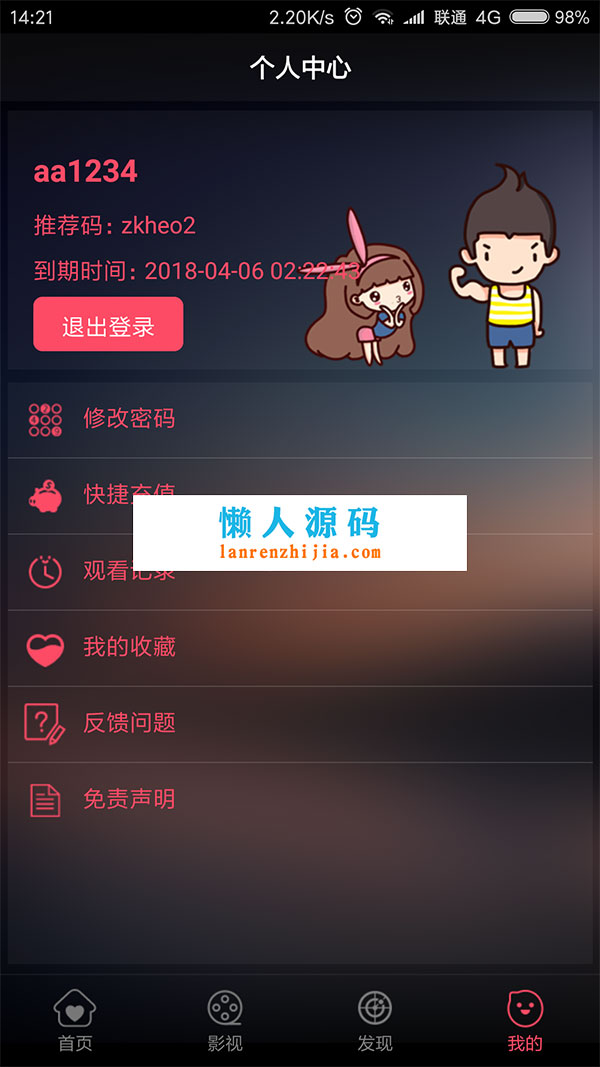 14:21 2.20K/s 联通 4G 98%
个人中心
aa1234
推荐码：zkheo2
到期时间：2018-04-06 02:22:43
退出登录
修改密码
快捷充值
懒人源码
lanrenzhijia.com
观看记录
我的收藏
反馈问题
免责声明
首页 影视 发现 我的